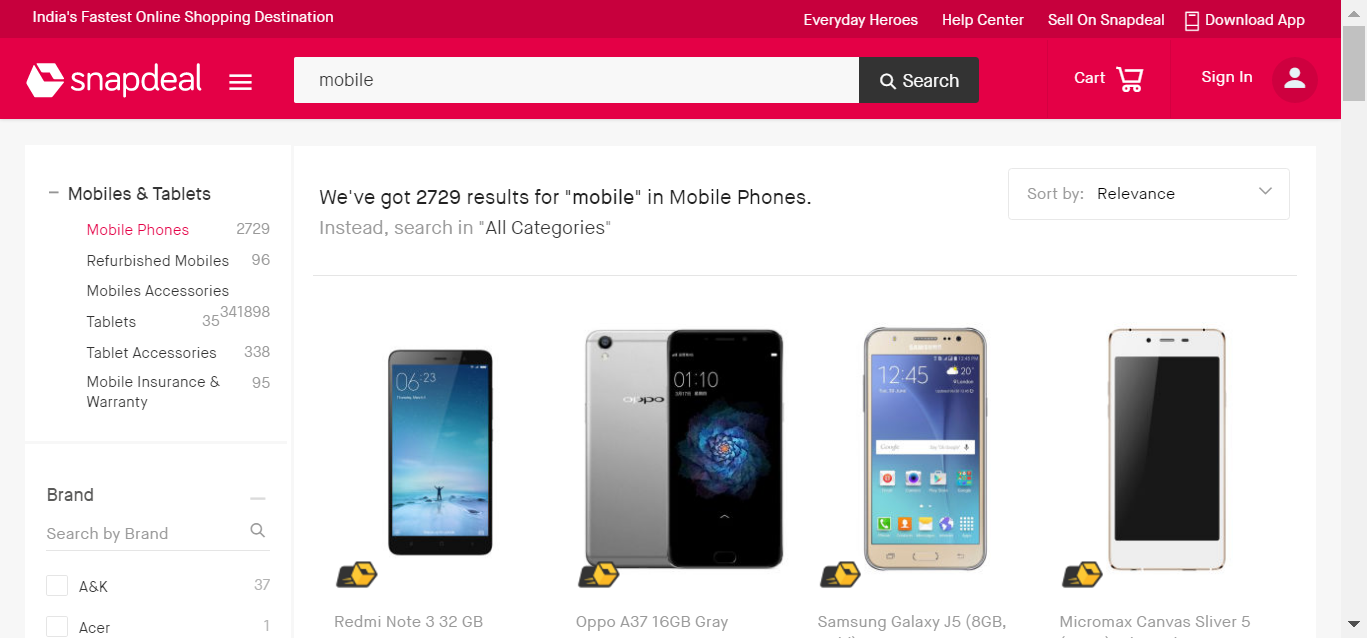 India's Fastest Online Shopping Destination
Everyday Heroes
Help Center
Sell On Snapdeal
Download App
snapdeal
mobile
Search
Cart
Sign In
Mobiles & Tablets
Mobile Phones 2729
Refurbished Mobiles 96
Mobiles Accessories
341898
Tablets 35
Tablet Accessories 338
Mobile Insurance & 95
Warranty
Brand
Search by Brand
A&K 37
Acer 1
We've got 2729 results for "mobile" in Mobile Phones.
Instead, search in "All Categories"
Sort by: Relevance
06:23
oppo
01:10
SAMSUNG
12:45
20°
Google
Redmi Note 3 32 GB
Oppo A37 16GB Gray
Samsung Galaxy J5 (8GB,
Micromax Canvas Sliver 5